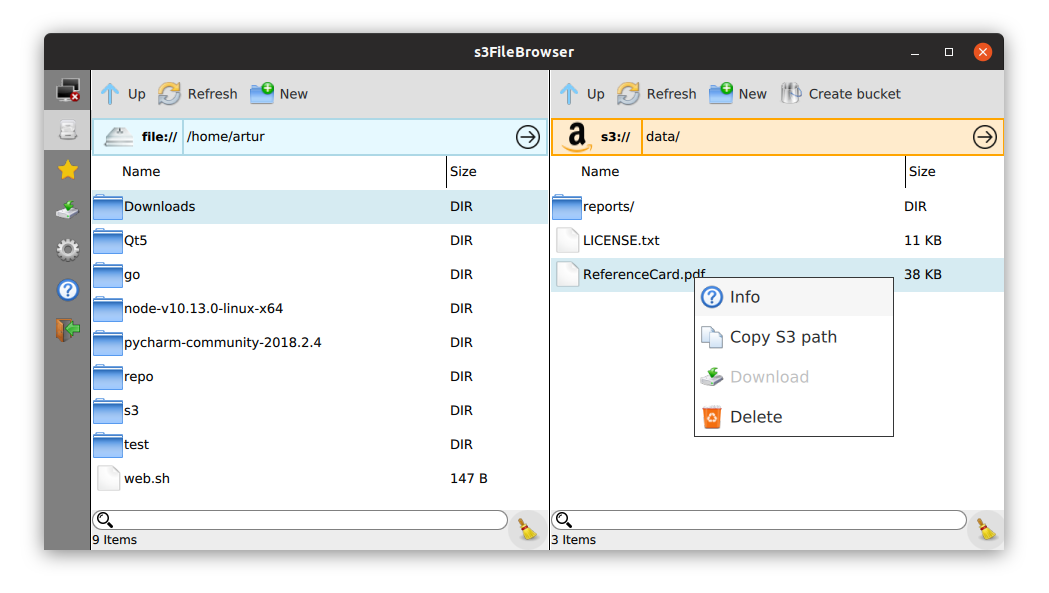 s3FileBrowser
Up Refresh New
Up Refresh New Create bucket
file:// /home/artur
a s3:// data/
Name Size
Downloads DIR
Qt5 DIR
go DIR
node-v10.13.0-linux-x64 DIR
pycharm-community-2018.2.4 DIR
repo DIR
s3 DIR
test DIR
web.sh 147 B
9 Items
Name Size
reports/ DIR
LICENSE.txt 11 KB
ReferenceCard.pdf 38 KB
Info
Copy S3 path
Download
Delete
3 Items